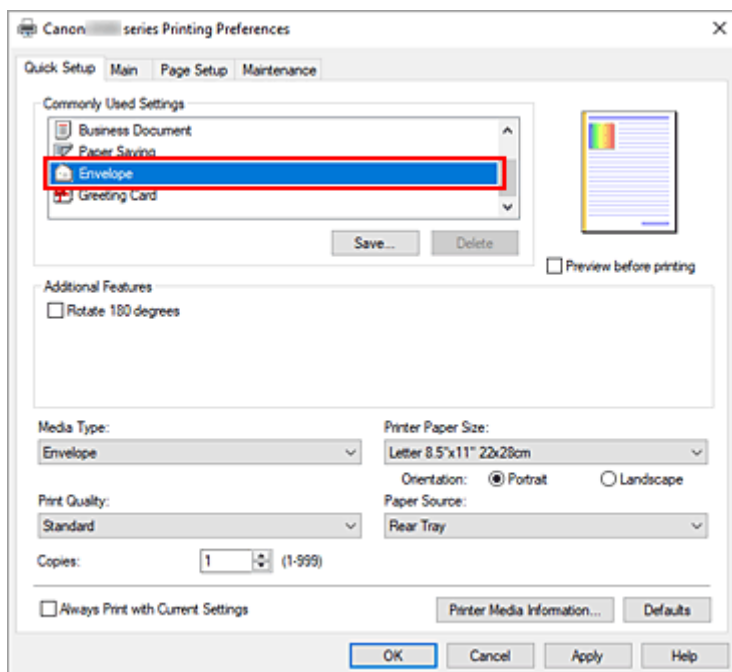 Canon series Printing Preferences
Quick Setup Main Page Setup Maintenance
Commonly Used Settings
Business Document
Paper Saving
Envelope
Greeting Card
Save... Delete
Preview before printing
Additional Features
Rotate 180 degrees
Media Type: Printer Paper Size:
Envelope Letter 8.5"x11" 22x28cm
Orientation: Portrait Landscape
Print Quality: Paper Source:
Standard Rear Tray
Copies: 1 (1-999)
Always Print with Current Settings Printer Media Information... Defaults
OK Cancel Apply Help